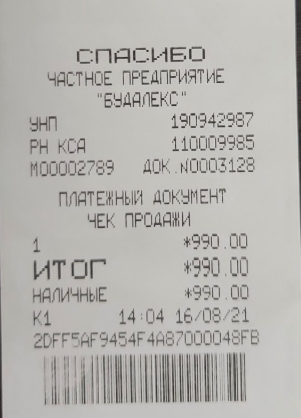 СПАСИБО
ЧАСТНОЕ ПРЕДПРИЯТИЕ
"БУДАЛЕКС"
УНП 190942987
РН КСА 110009985
М00002789 ДОК.N0003128
ПЛАТЕЖНЫЙ ДОКУМЕНТ
ЧЕК ПРОДАЖИ
1 *990.00
ИТОГ *990.00
НАЛИЧНЫЕ *990.00
К1 14:04 16/08/21
2DFF5AF9454F4A87000048FB